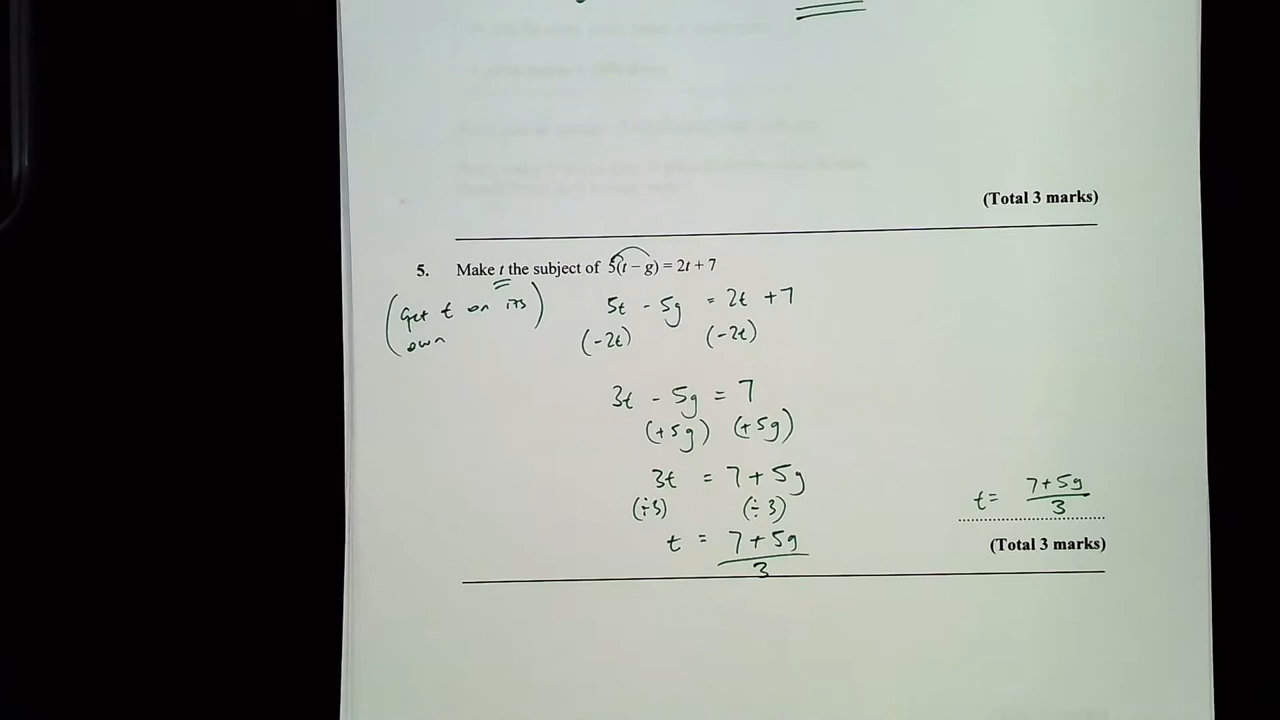 (Total 3 marks)
5. Make t the subject of 5(t − g) = 2t + 7
(Get t on its own)
5t - 5g = 2t + 7
(-2t) (-2t)
3t - 5g = 7
(+5g) (+5g)
3t = 7 + 5g
(÷3) (÷3)
t = 7 + 5g
3
t = 7+5g
3
(Total 3 marks)